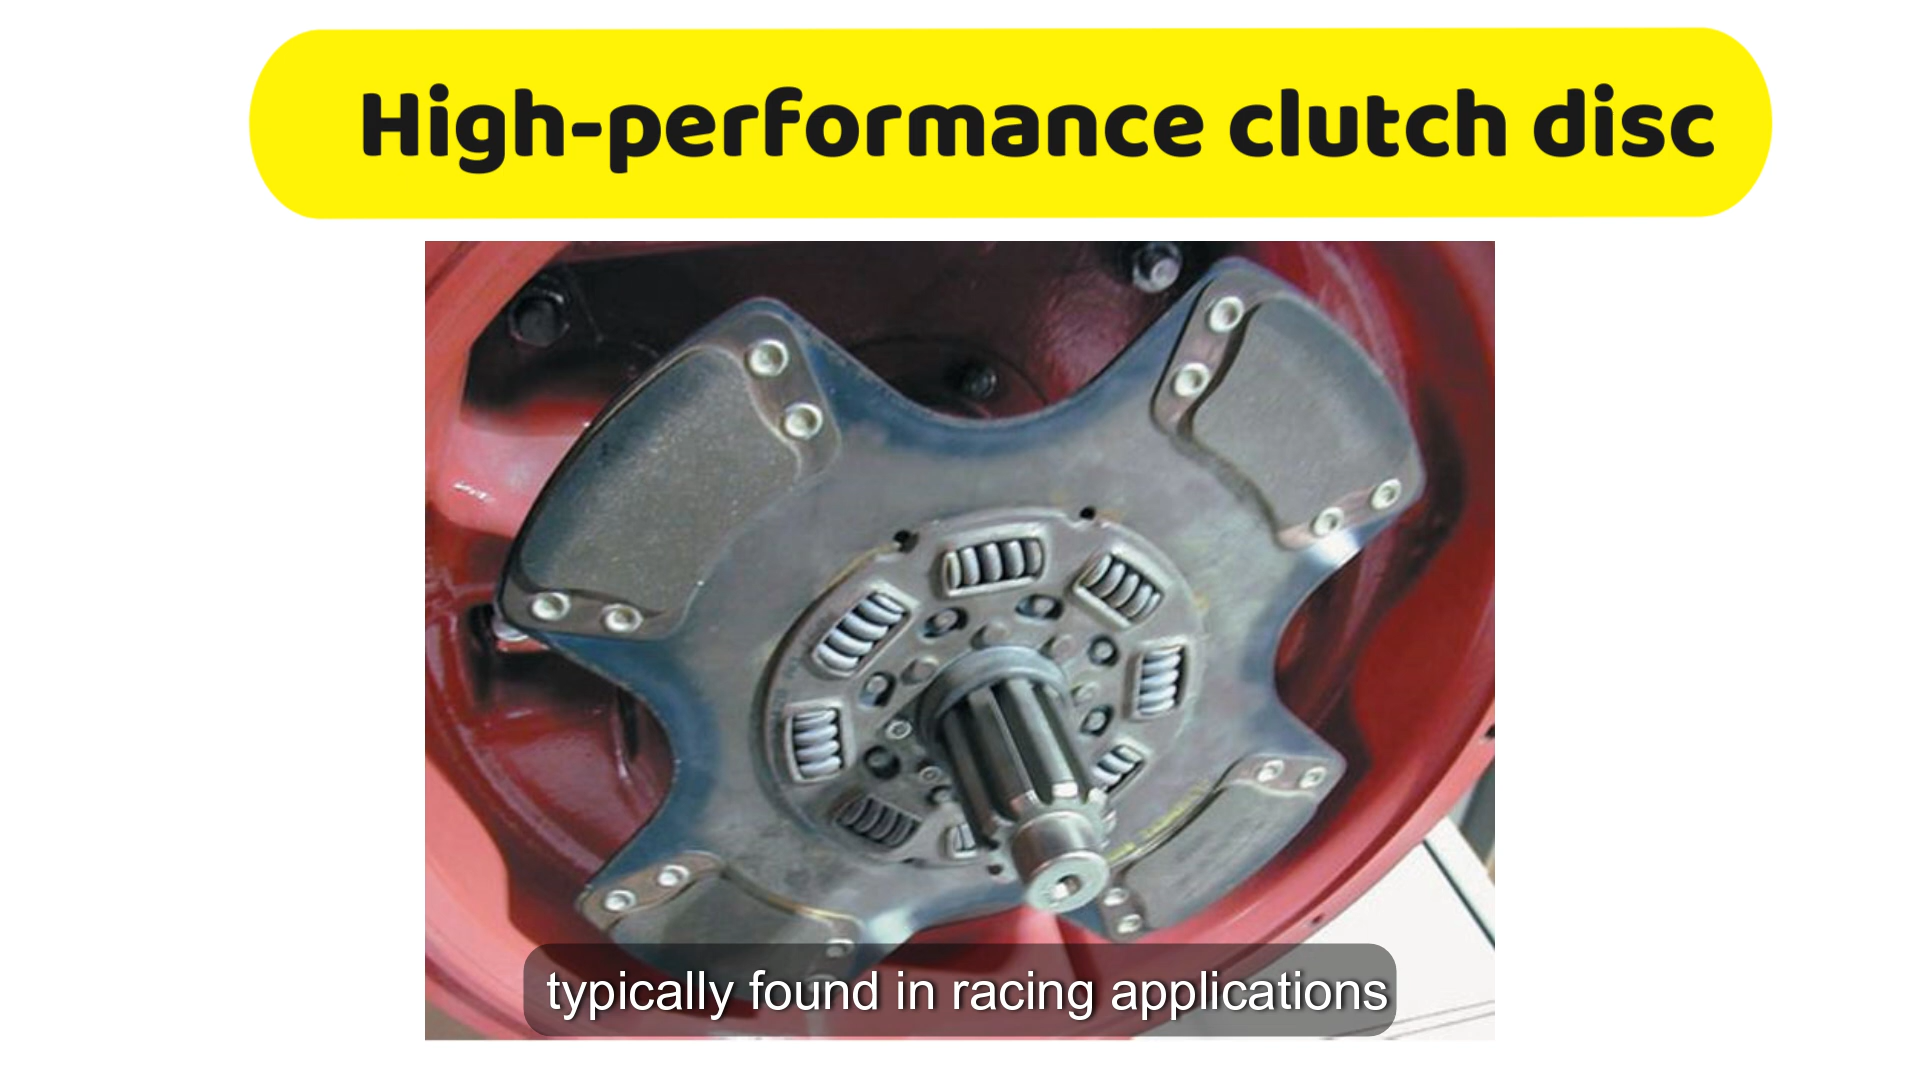 High-performance clutch disc
typically found in racing applications